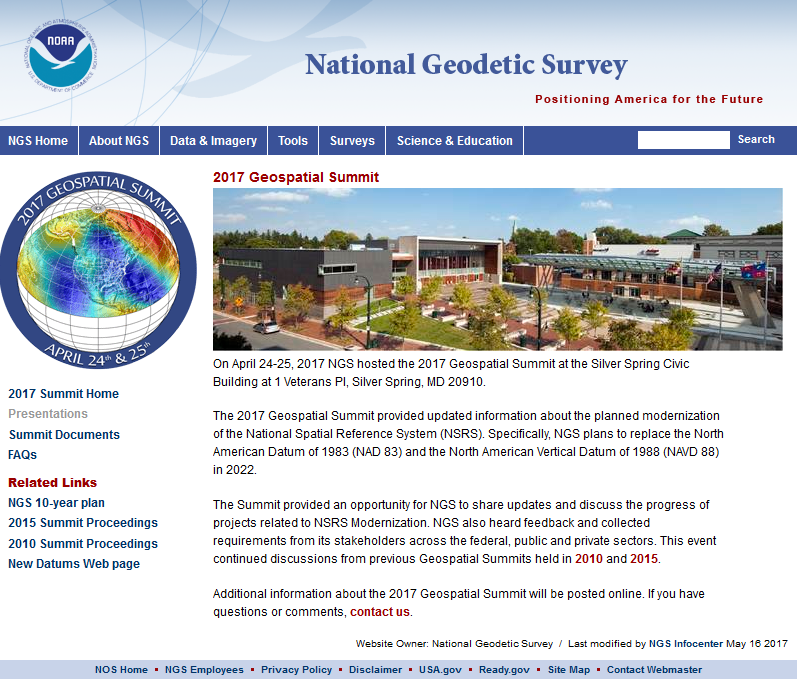 NATIONAL OCEANIC AND ATMOSPHERIC ADMINISTRATION
NOAA
U.S. DEPARTMENT OF COMMERCE
National Geodetic Survey
Positioning America for the Future
NGS Home
About NGS
Data & Imagery
Tools
Surveys
Science & Education
Search
2017 GEOSPATIAL SUMMIT
APRIL 24th & 25th
2017 Summit Home
Presentations
Summit Documents
FAQs
Related Links
NGS 10-year plan
2015 Summit Proceedings
2010 Summit Proceedings
New Datums Web page
2017 Geospatial Summit
On April 24-25, 2017 NGS hosted the 2017 Geospatial Summit at the Silver Spring Civic
Building at 1 Veterans Pl, Silver Spring, MD 20910.
The 2017 Geospatial Summit provided updated information about the planned modernization
of the National Spatial Reference System (NSRS). Specifically, NGS plans to replace the North
American Datum of 1983 (NAD 83) and the North American Vertical Datum of 1988 (NAVD 88)
in 2022.
The Summit provided an opportunity for NGS to share updates and discuss the progress of
projects related to NSRS Modernization. NGS also heard feedback and collected
requirements from its stakeholders across the federal, public and private sectors. This event
continued discussions from previous Geospatial Summits held in 2010 and 2015.
Additional information about the 2017 Geospatial Summit will be posted online. If you have
questions or comments, contact us.
Website Owner: National Geodetic Survey / Last modified by NGS Infocenter May 16 2017
NOS Home ▪ NGS Employees ▪ Privacy Policy ▪ Disclaimer ▪ USA.gov ▪ Ready.gov ▪ Site Map ▪ Contact Webmaster